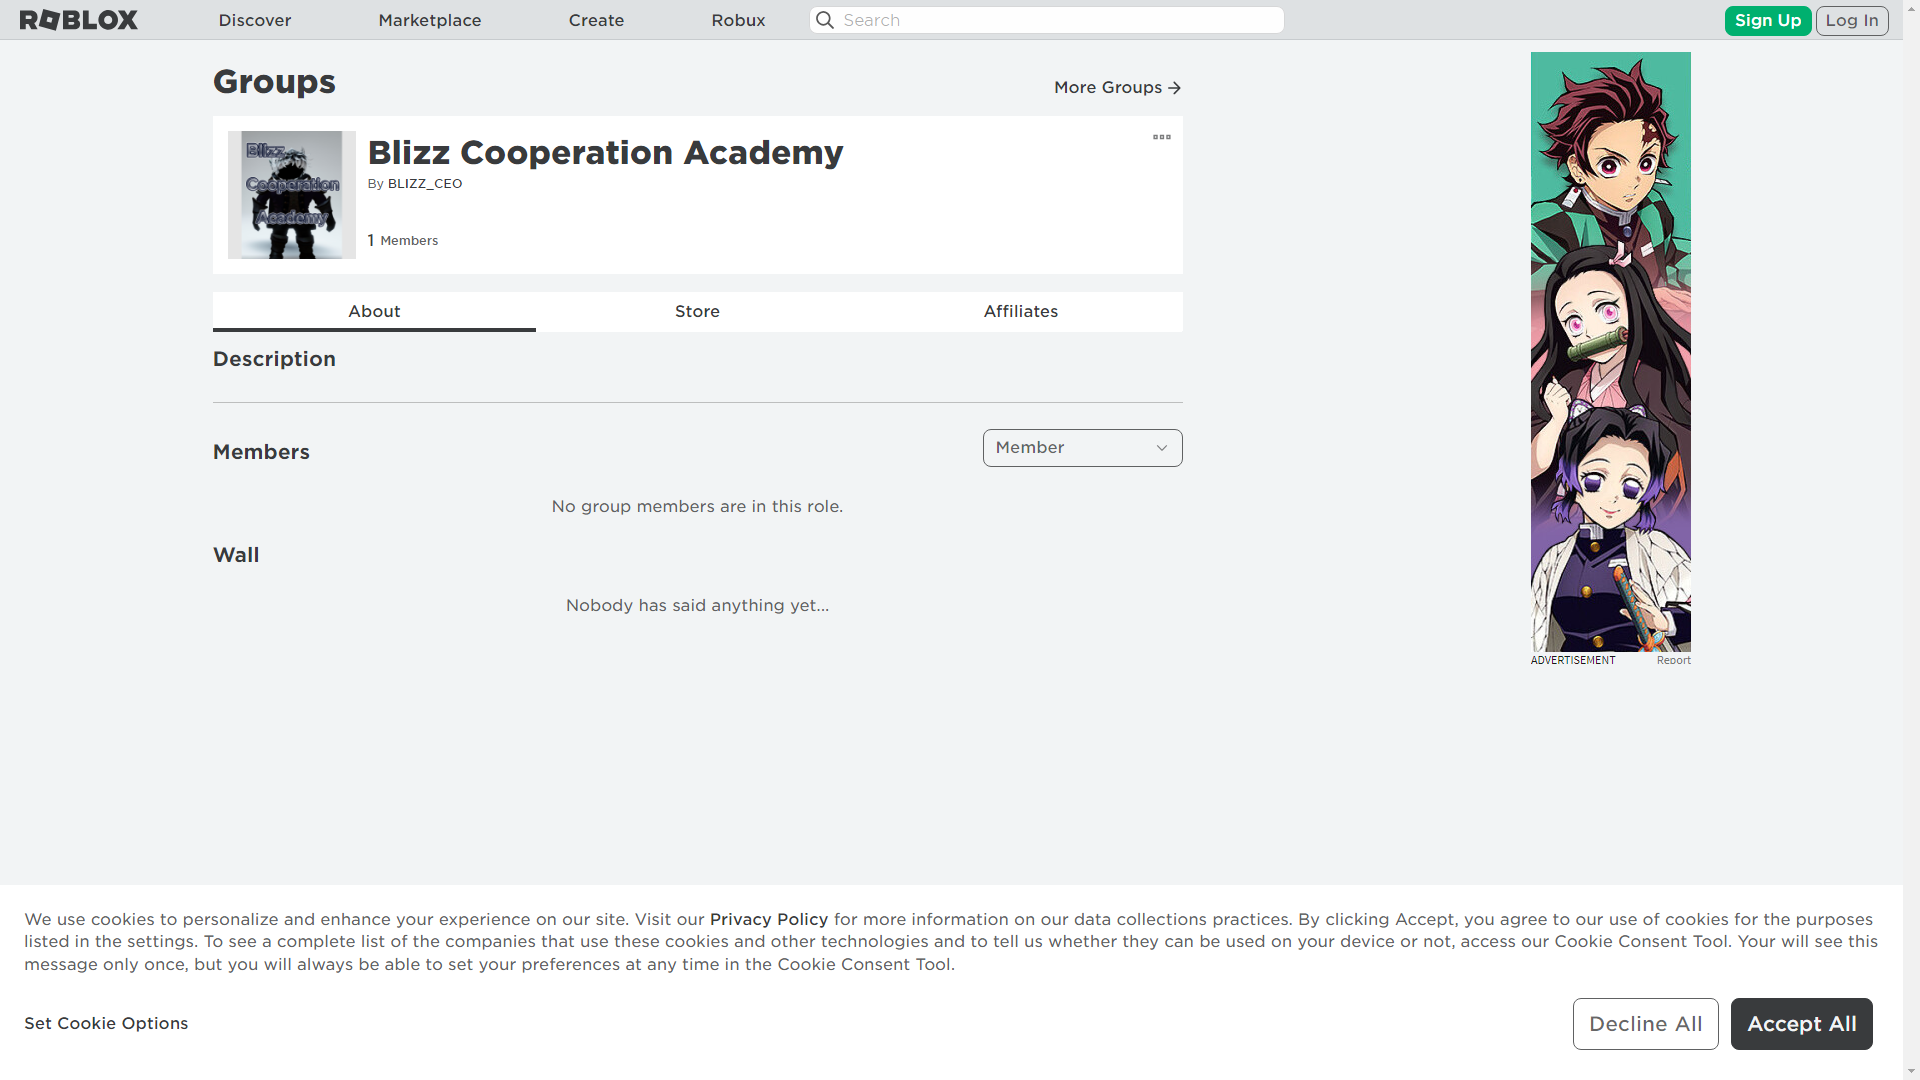 ROBLOX
Discover
Marketplace
Create
Robux
Search
Sign Up
Log In
Groups
More Groups
Blizz
Cooperation
Academy
Blizz Cooperation Academy
By BLIZZ_CEO
1 Members
About
Store
Affiliates
Description
Members
Member
No group members are in this role.
Wall
Nobody has said anything yet...
ADVERTISEMENT
Report
We use cookies to personalize and enhance your experience on our site. Visit our Privacy Policy for more information on our data collections practices. By clicking Accept, you agree to our use of cookies for the purposes
listed in the settings. To see a complete list of the companies that use these cookies and other technologies and to tell us whether they can be used on your device or not, access our Cookie Consent Tool. Your will see this
message only once, but you will always be able to set your preferences at any time in the Cookie Consent Tool.
Set Cookie Options
Decline All
Accept All